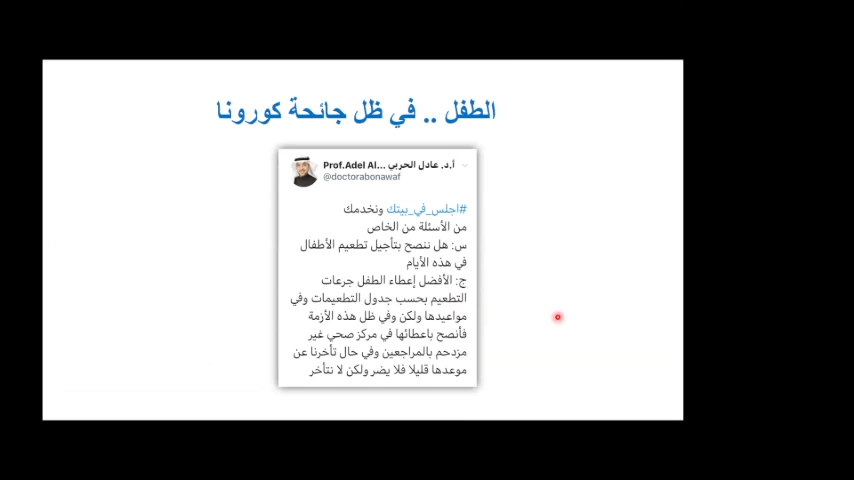 الطفل .. في ظل جائحة كورونا
أ.د. عادل الحربي ...Prof.Adel Al
@doctorabonawaf
#اجلس_في_بيتك ونخدمك
من الأسئلة من الخاص
س: هل ننصح بتأجيل تطعيم الأطفال
في هذه الأيام
ج: الأفضل إعطاء الطفل جرعات
التطعيم بحسب جدول التطعيمات وفي
مواعيدها ولكن وفي ظل هذه الأزمة
فأنصح باعطائها في مركز صحي غير
مزدحم بالمراجعين وفي حال تأخرنا عن
موعدها قليلا فلا يضر ولكن لا نتأخر